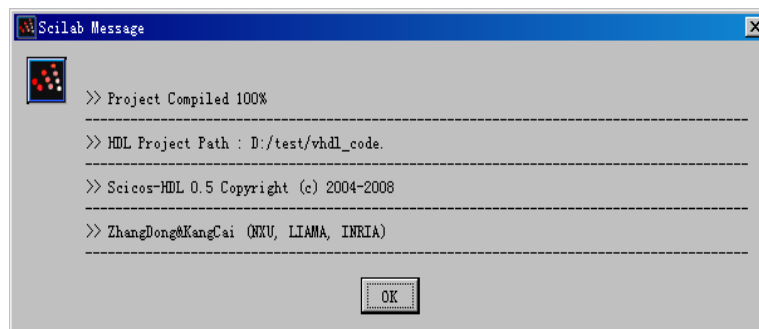 Scilab Message
>> Project Compiled 100%
>> HDL Project Path : D:/test/vhdl_code.
>> Scicos-HDL 0.5 Copyright (c) 2004-2008
>> ZhangDong&KangCai (NXU, LIAMA, INRIA)
OK